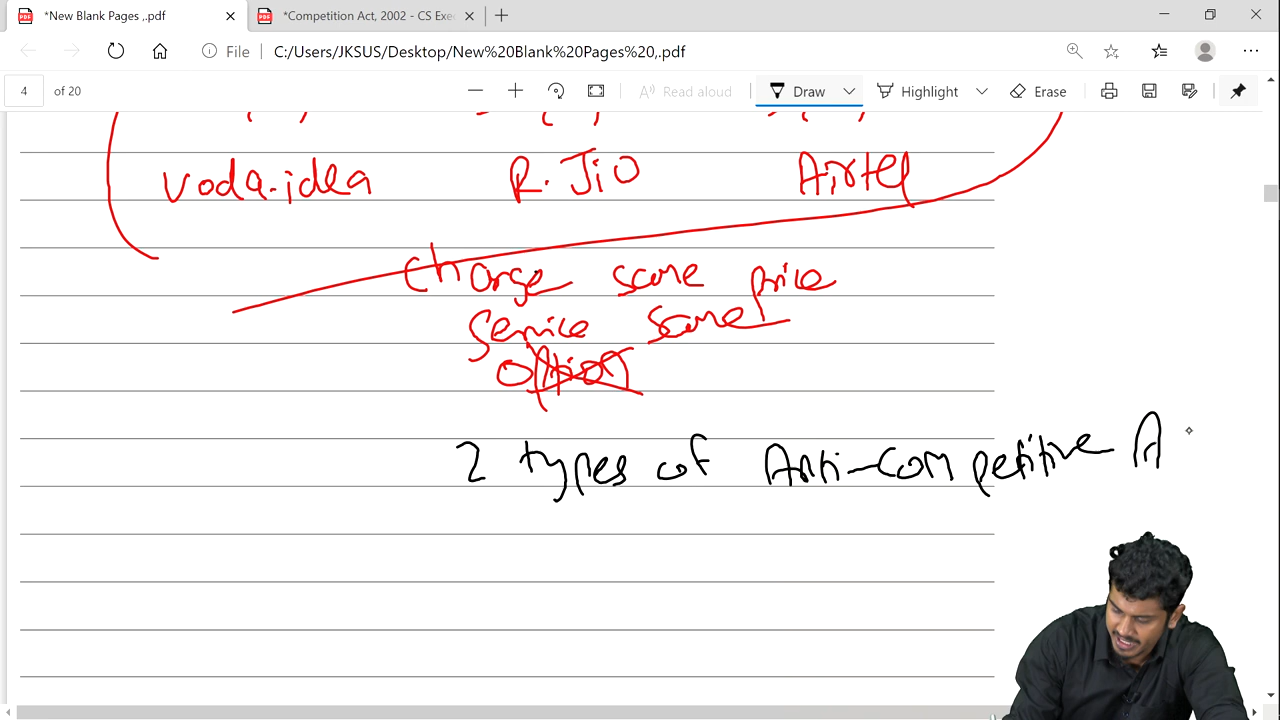 *New Blank Pages ,.pdf
*Competition Act, 2002 - CS Exec
File
C:/Users/JKSUS/Desktop/New%20Blank%20Pages%20,.pdf
4 of 20
Read aloud
Draw
Highlight
Erase
Voda.idea R. Jio Airtel
charge same price
Service same
option
2 types of Anti-competitive A